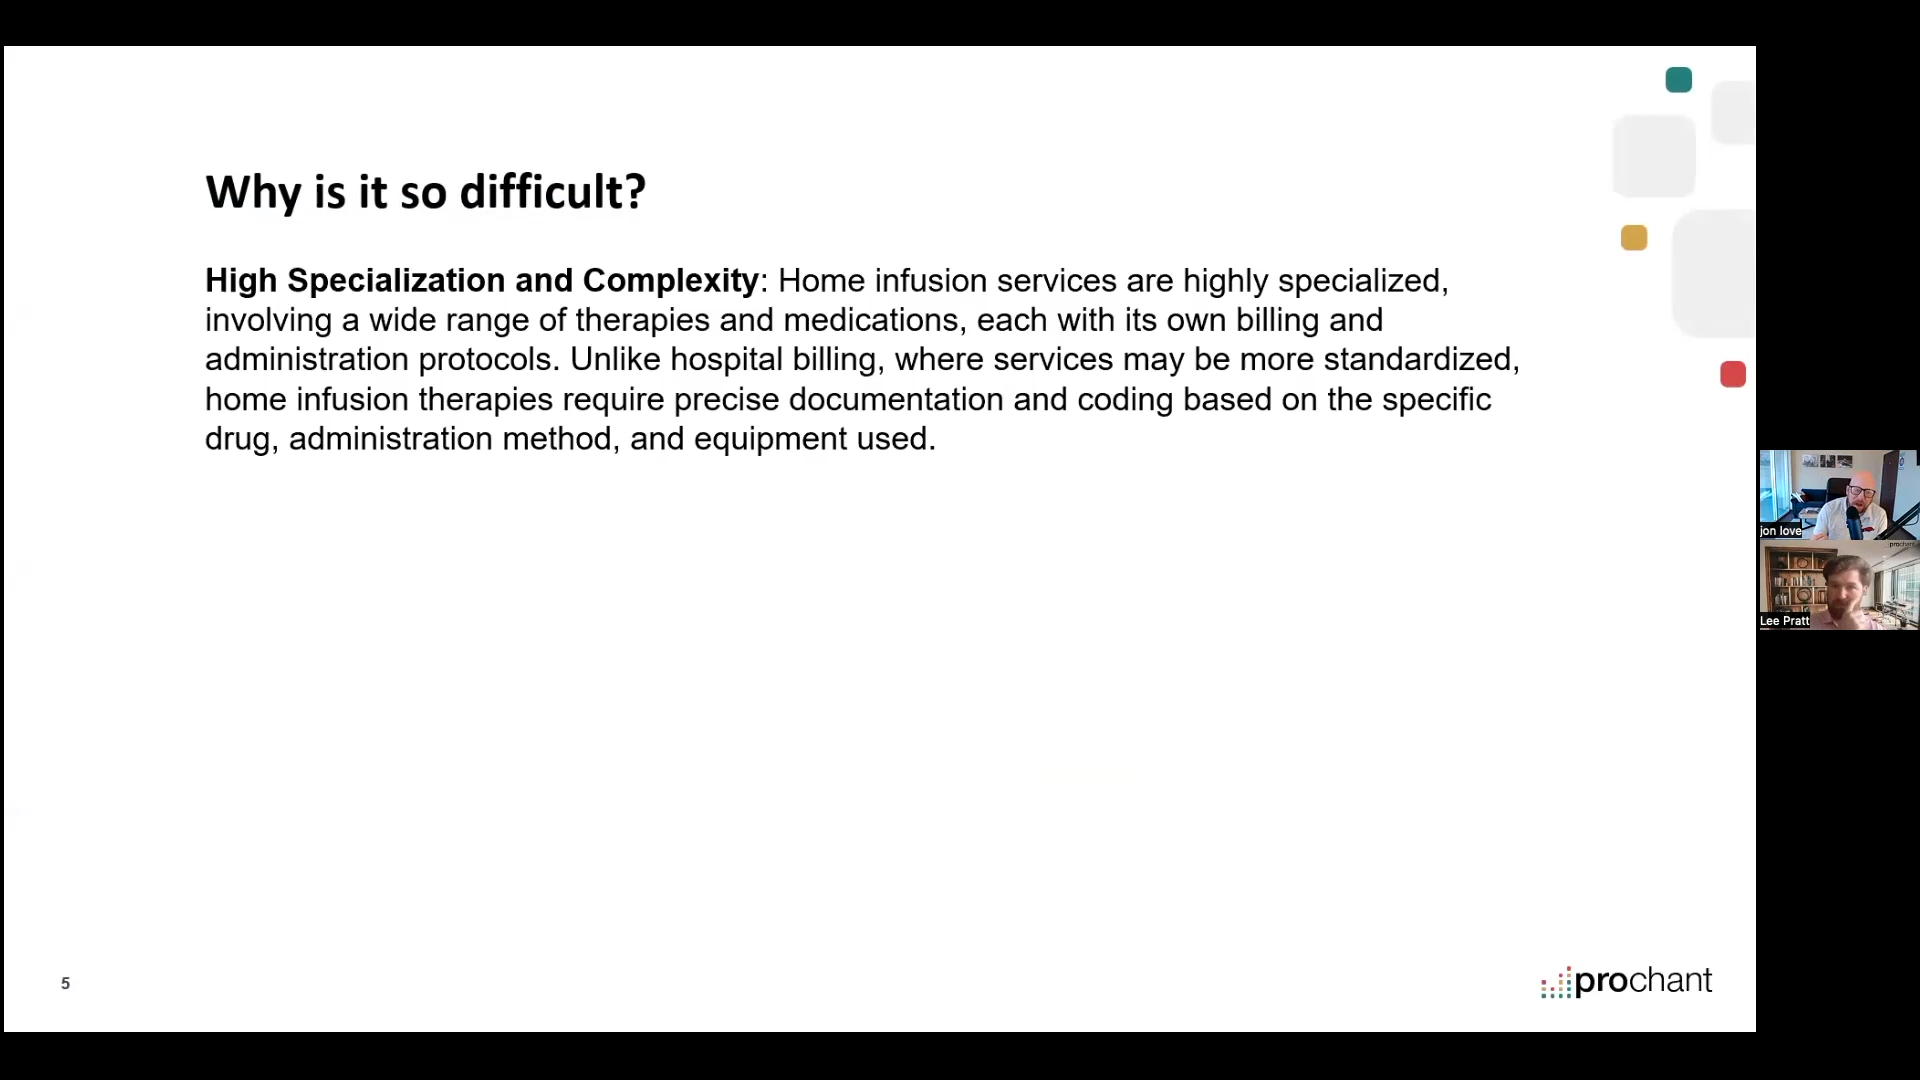 Why is it so difficult?
High Specialization and Complexity: Home infusion services are highly specialized,
involving a wide range of therapies and medications, each with its own billing and
administration protocols. Unlike hospital billing, where services may be more standardized,
home infusion therapies require precise documentation and coding based on the specific
drug, administration method, and equipment used.
jon love
prochant
Lee Pratt
5
prochant